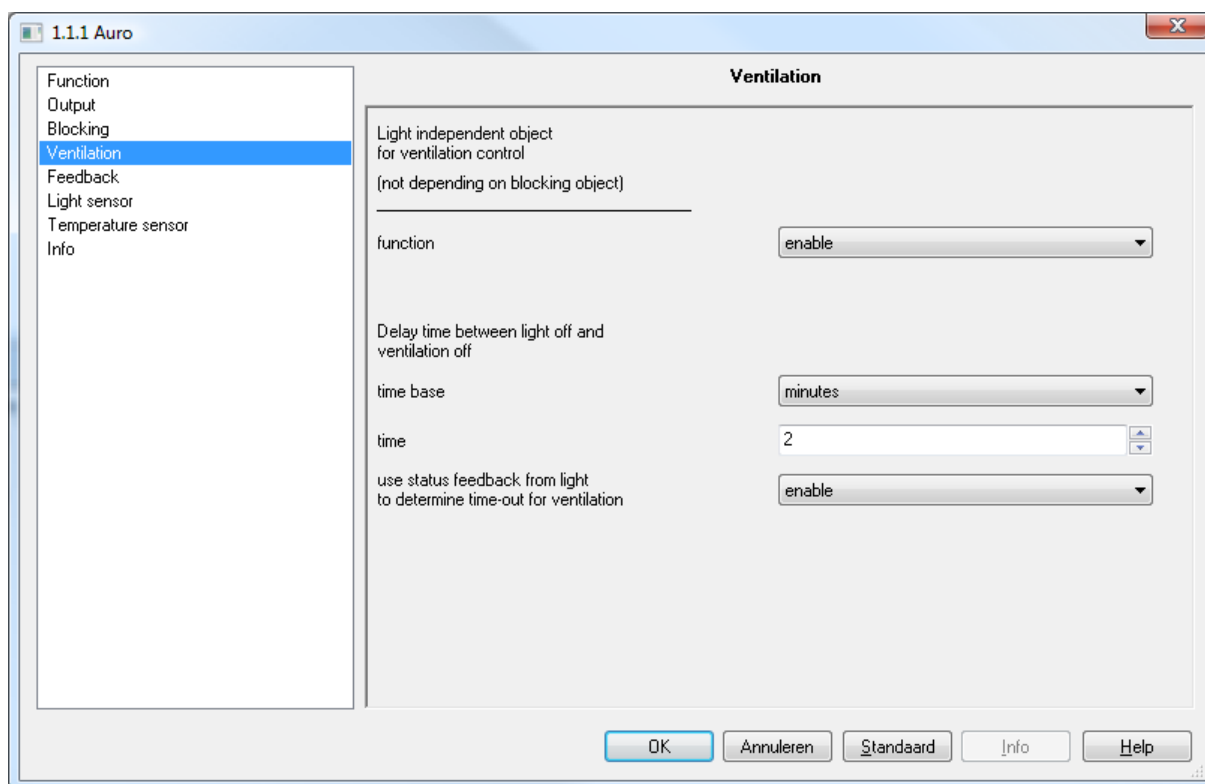 1.1.1 Auro
Function
Output
Blocking
Ventilation
Feedback
Light sensor
Temperature sensor
Info
Ventilation
Light independent object
for ventilation control
(not depending on blocking object)
function
enable
Delay time between light off and
ventilation off
time base
minutes
time
2
use status feedback from light
to determine time-out for ventilation
enable
OK
Annuleren
Standaard
Info
Help